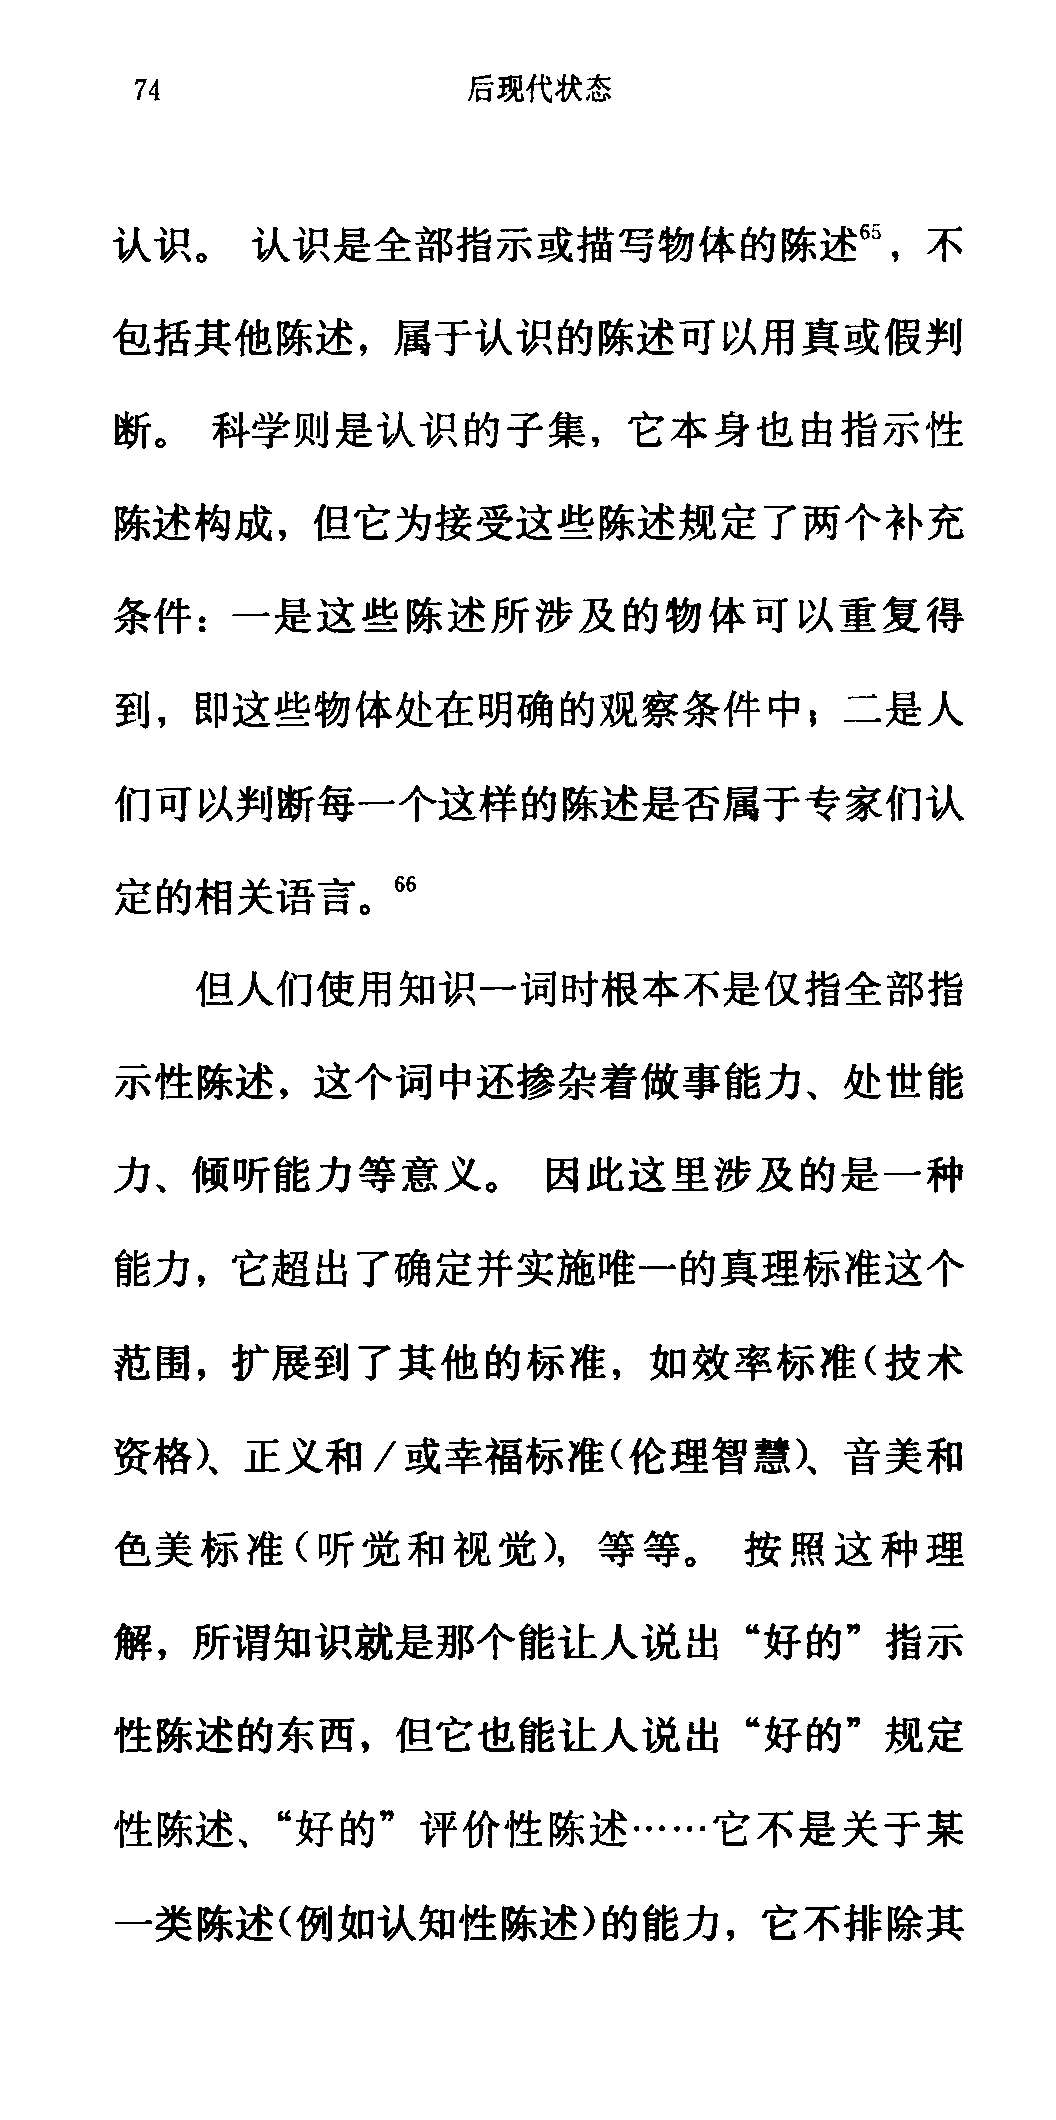 74 后现代状态
认识。 认识是全部指示或描写物体的陈述65，不
包括其他陈述，属于认识的陈述可以用真或假判
断。 科学则是认识的子集，它本身也由指示性
陈述构成，但它为接受这些陈述规定了两个补充
条件：一是这些陈述所涉及的物体可以重复得
到，即这些物体处在明确的观察条件中；二是人
们可以判断每一个这样的陈述是否属于专家们认
定的相关语言。66
但人们使用知识一词时根本不是仅指全部指
示性陈述，这个词中还掺杂着做事能力、处世能
力、倾听能力等意义。 因此这里涉及的是一种
能力，它超出了确定并实施唯一的真理标准这个
范围，扩展到了其他的标准，如效率标准（技术
资格）、正义和／或幸福标准（伦理智慧）、音美和
色美标准（听觉和视觉），等等。 按照这种理
解，所谓知识就是那个能让人说出“好的”指示
性陈述的东西，但它也能让人说出“好的”规定
性陈述、“好的”评价性陈述……它不是关于某
一类陈述（例如认知性陈述）的能力，它不排除其